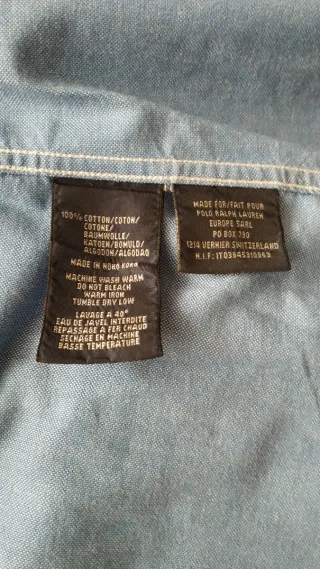 100% COTTON/COTON/
COTONE/
BAUMWOLLE/
KATOEN/BOMULD/
ALGODON/ALGODAO
MADE IN HONG KONG
MACHINE WASH WARM
DO NOT BLEACH
WARM IRON
TUMBLE DRY LOW
LAVAGE A 40°
EAU DE JAVEL INTERDITE
REPASSAGE A FER CHAUD
SECHAGE EN MACHINE
BASSE TEMPERATURE
MADE FOR/FAIT POUR
POLO RALPH LAUREN
EUROPE SARL
PO BOX 730
1214 VERNIER SWITZERLAND
N.I.F: IT03845310963